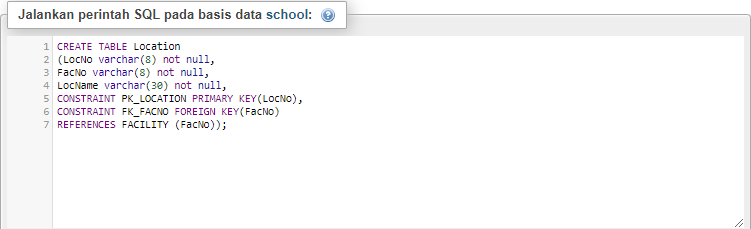 Jalankan perintah SQL pada basis data school:
1 CREATE TABLE Location
2 (LocNo varchar(8) not null,
3 FacNo varchar(8) not null,
4 LocName varchar(30) not null,
5 CONSTRAINT PK_LOCATION PRIMARY KEY(LocNo),
6 CONSTRAINT FK_FACNO FOREIGN KEY(FacNo)
7 REFERENCES FACILITY (FacNo));